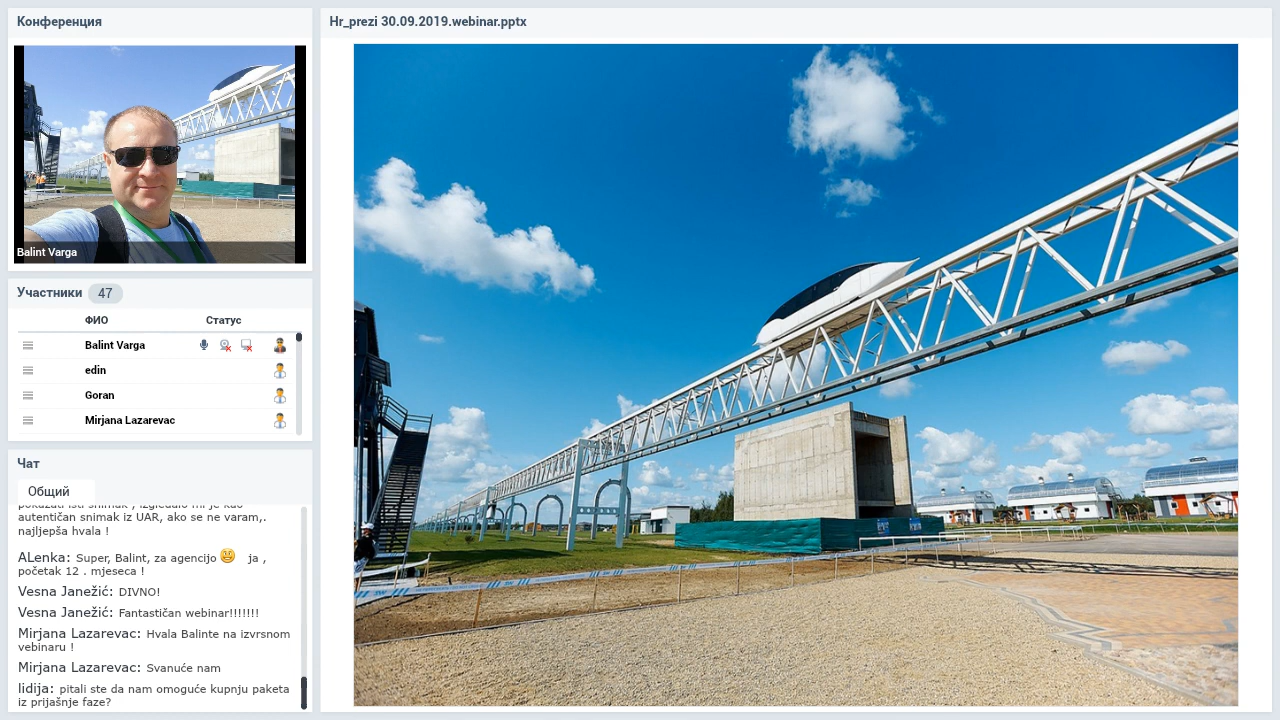 Конференция
Balint Varga
Участники 47
ФИО Статус
Balint Varga
edin
Goran
Mirjana Lazarevac
Чат
Общий
autentičan snimak iz UAR, ako se ne varam,.
najljepša hvala !
ALenka: Super, Balint, za agencijo ja ,
početak 12 . mjeseca !
Vesna Janežić: DIVNO!
Vesna Janežić: Fantastičan webinar!!!!!!!
Mirjana Lazarevac: Hvala Balinte na izvrsnom
vebinaru !
Mirjana Lazarevac: Svanuće nam
lidija: pitali ste da nam omoguće kupnju paketa
iz prijašnje faze?
Hr_prezi 30.09.2019.webinar.pptx